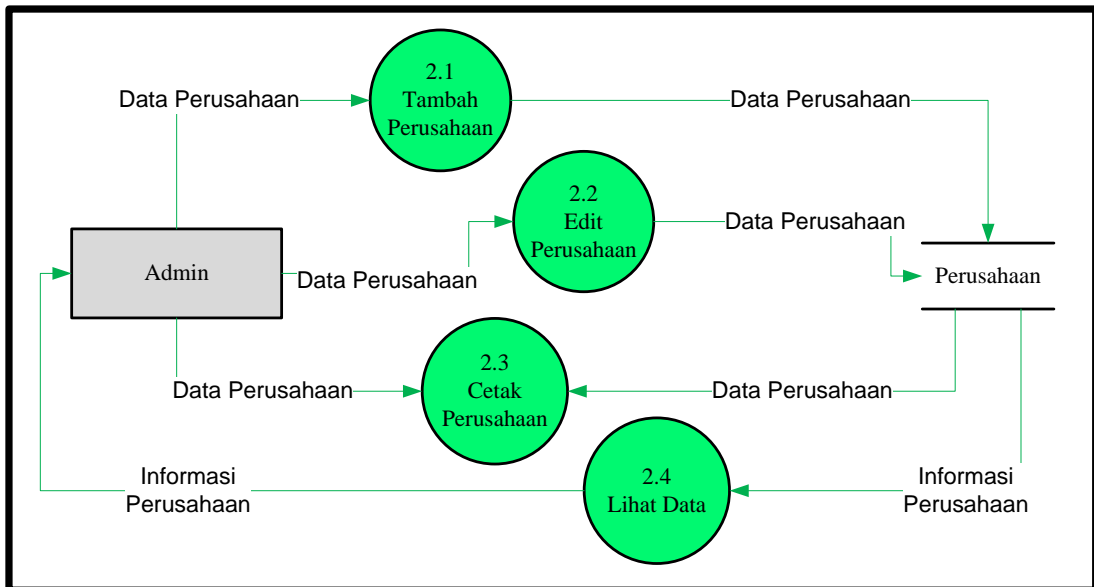 2.1
Tambah
Perusahaan
Data Perusahaan
Data Perusahaan
2.2
Edit
Perusahaan
Data Perusahaan
Admin
Data Perusahaan
Perusahaan
2.3
Cetak
Perusahaan
Data Perusahaan
Data Perusahaan
Informasi
Perusahaan
2.4
Lihat Data
Informasi
Perusahaan